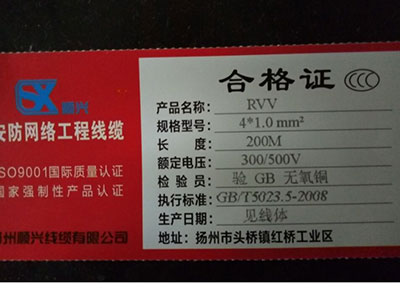 SX 顺兴
安防网络工程线缆
ISO9001国际质量认证
国家强制性产品认证
州顺兴线缆有限公司
合格证 CCC
产品名称: RVV
规格型号: 4*1.0 mm²
长 度: 200M
额定电压: 300/500V
检 验 员: 验 GB 无氧铜
执行标准: GB/T5023.5-2008
生产日期: 见线体
地址: 扬州市头桥镇红桥工业区